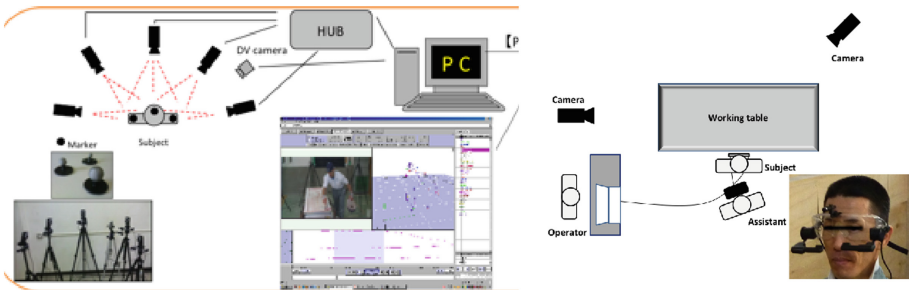 HUB
DV camera
P C
【P
Marker
Subject
Camera
Camera
Working table
Subject
Assistant
Operator